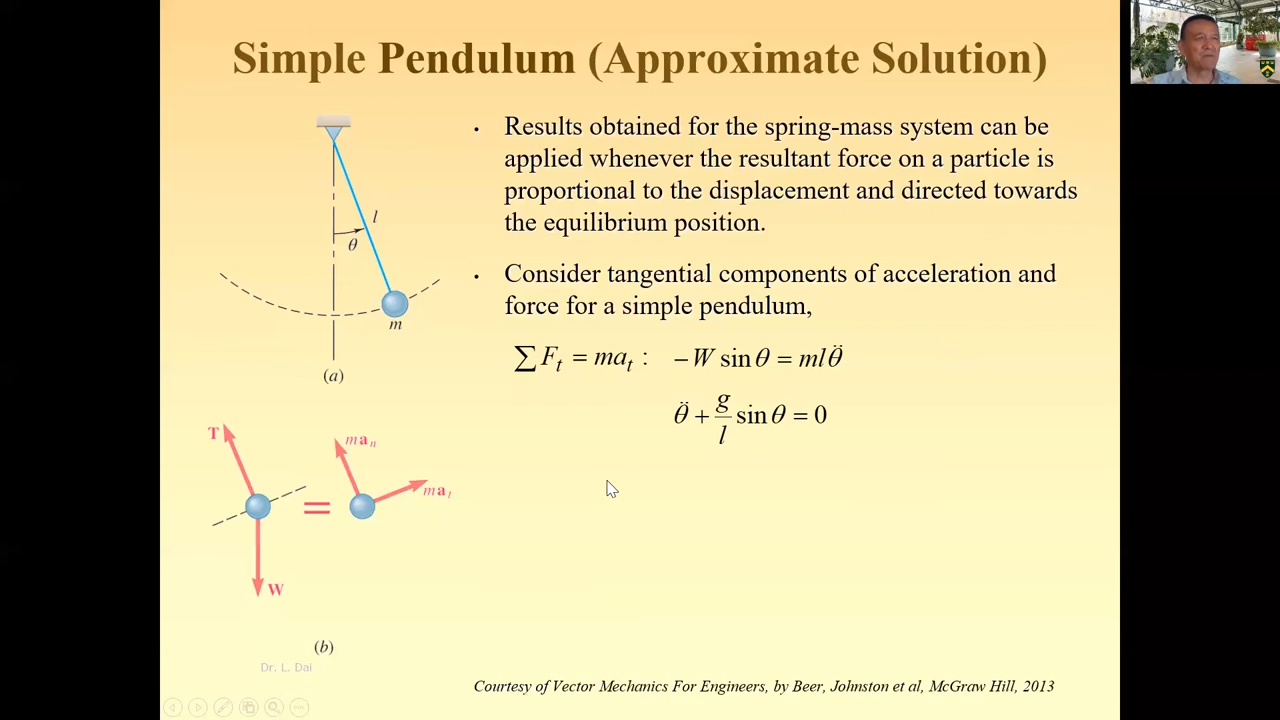 Simple Pendulum (Approximate Solution)
• Results obtained for the spring-mass system can be
applied whenever the resultant force on a particle is
proportional to the displacement and directed towards
the equilibrium position.
• Consider tangential components of acceleration and
force for a simple pendulum,
∑ F_t = ma_t : − W sin θ = mlθ̈
θ̈ + g/l sin θ = 0
l
θ
m
(a)
T
W
=
ma_n
ma_t
(b)
Dr. L. Dai
Courtesy of Vector Mechanics For Engineers, by Beer, Johnston et al, McGraw Hill, 2013